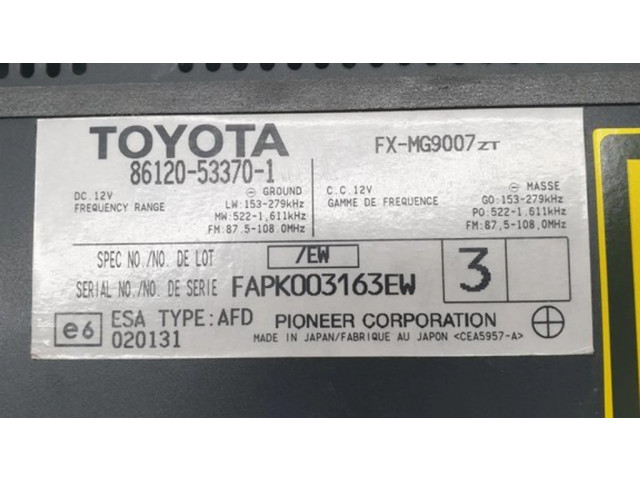 TOYOTA
86120-53370-1
FX-MG9007ZT
DC.12V ⊖ GROUND
FREQUENCY RANGE LW:153-279kHz
MW:522-1,611kHz
FM:87.5-108.0MHz
C.C.12V ⊖ MASSE
GAMME DE FREQUENCE GO:153-279kHz
PO:522-1.611kHz
FM:87,5-108,0MHz
SPEC NO./NO. DE LOT /EW
3
SERIAL NO./NO. DE SERIE FAPK003163EW
e6 ESA TYPE:AFD PIONEER CORPORATION
020131 MADE IN JAPAN/FABRIQUE AU JAPON <CEA5957-A>